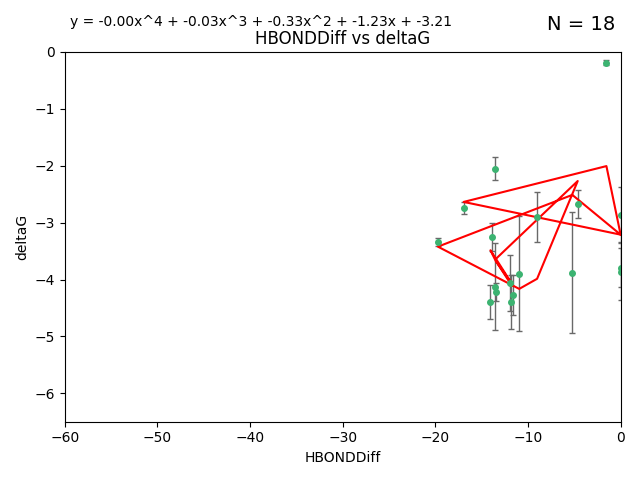 y = -0.00x^4 + -0.03x^3 + -0.33x^2 + -1.23x + -3.21
N = 18
HBONDDiff vs deltaG
0
−1
−2
−3
−4
−5
−6
deltaG
−60 −50 −40 −30 −20 −10 0
HBONDDiff